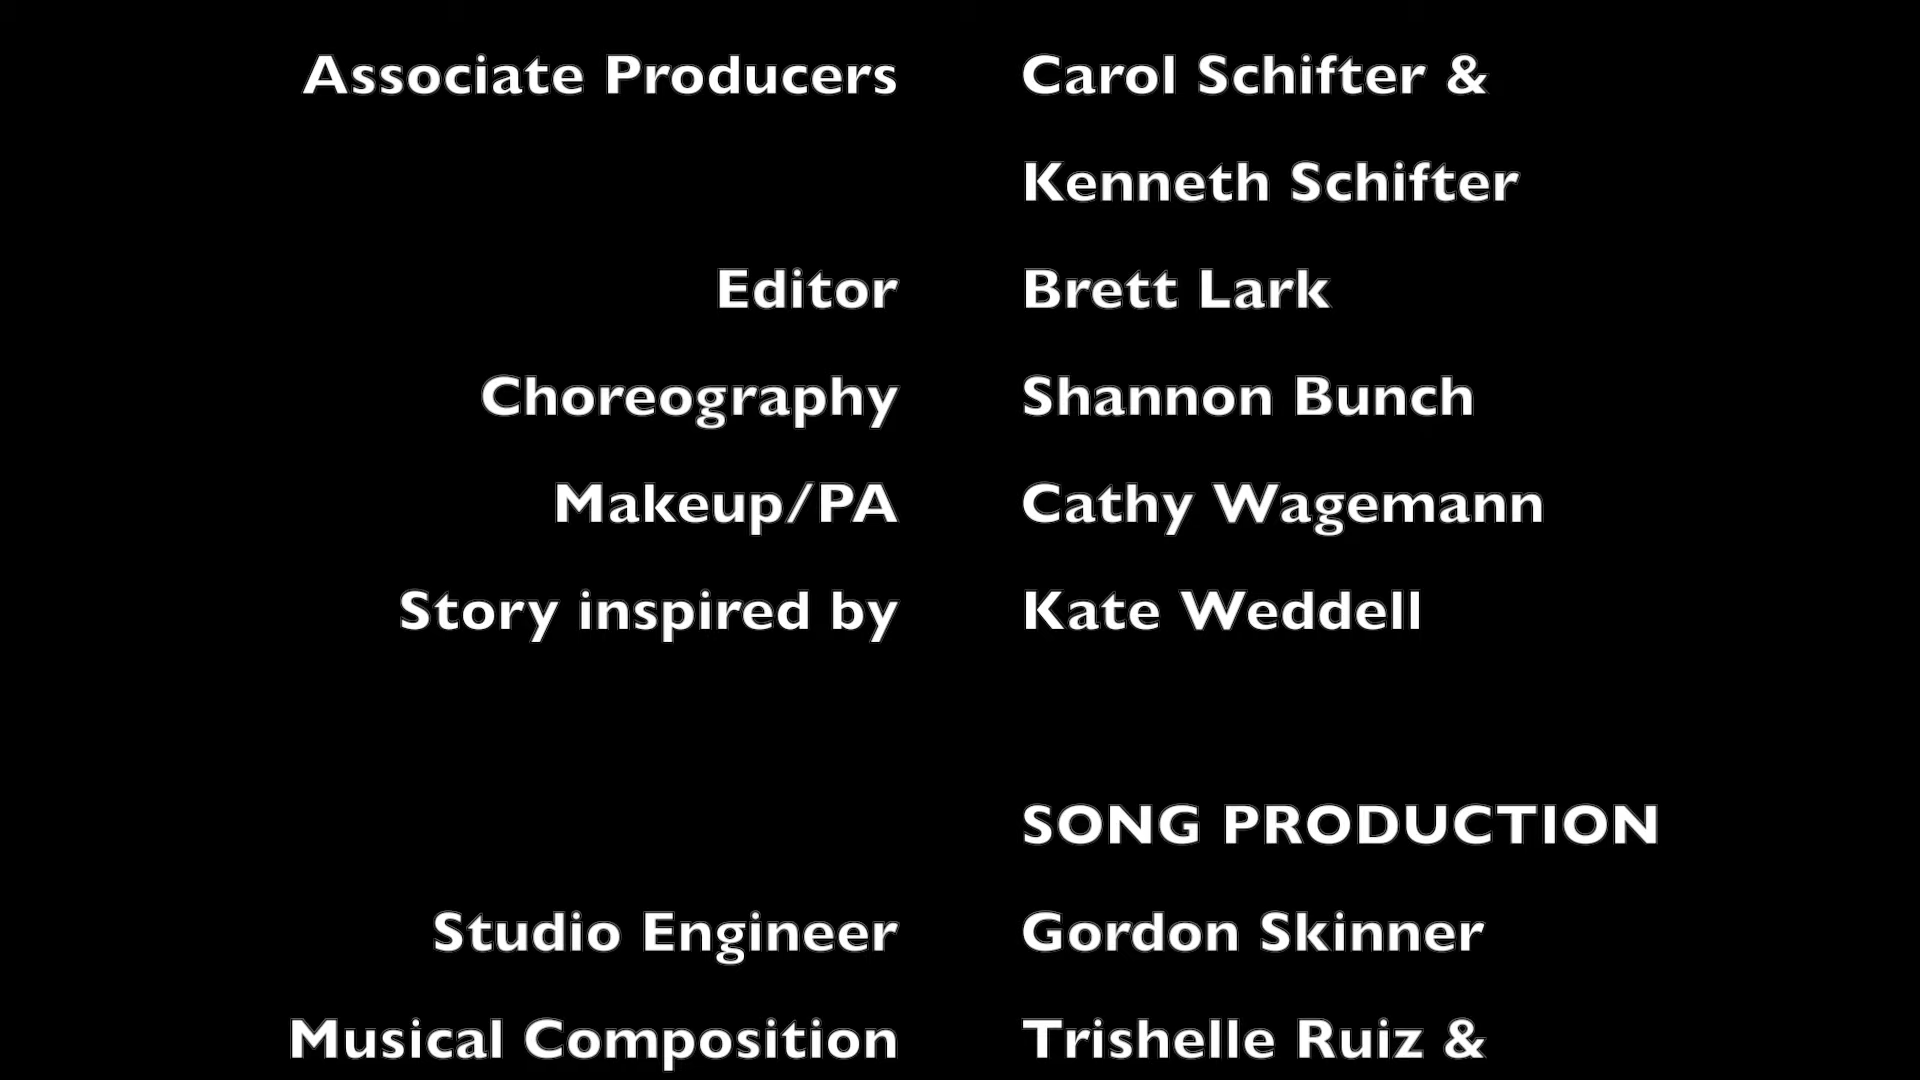 Associate Producers Carol Schifter &
Kenneth Schifter
Editor Brett Lark
Choreography Shannon Bunch
Makeup/PA Cathy Wagemann
Story inspired by Kate Weddell
SONG PRODUCTION
Studio Engineer Gordon Skinner
Musical Composition Trishelle Ruiz &